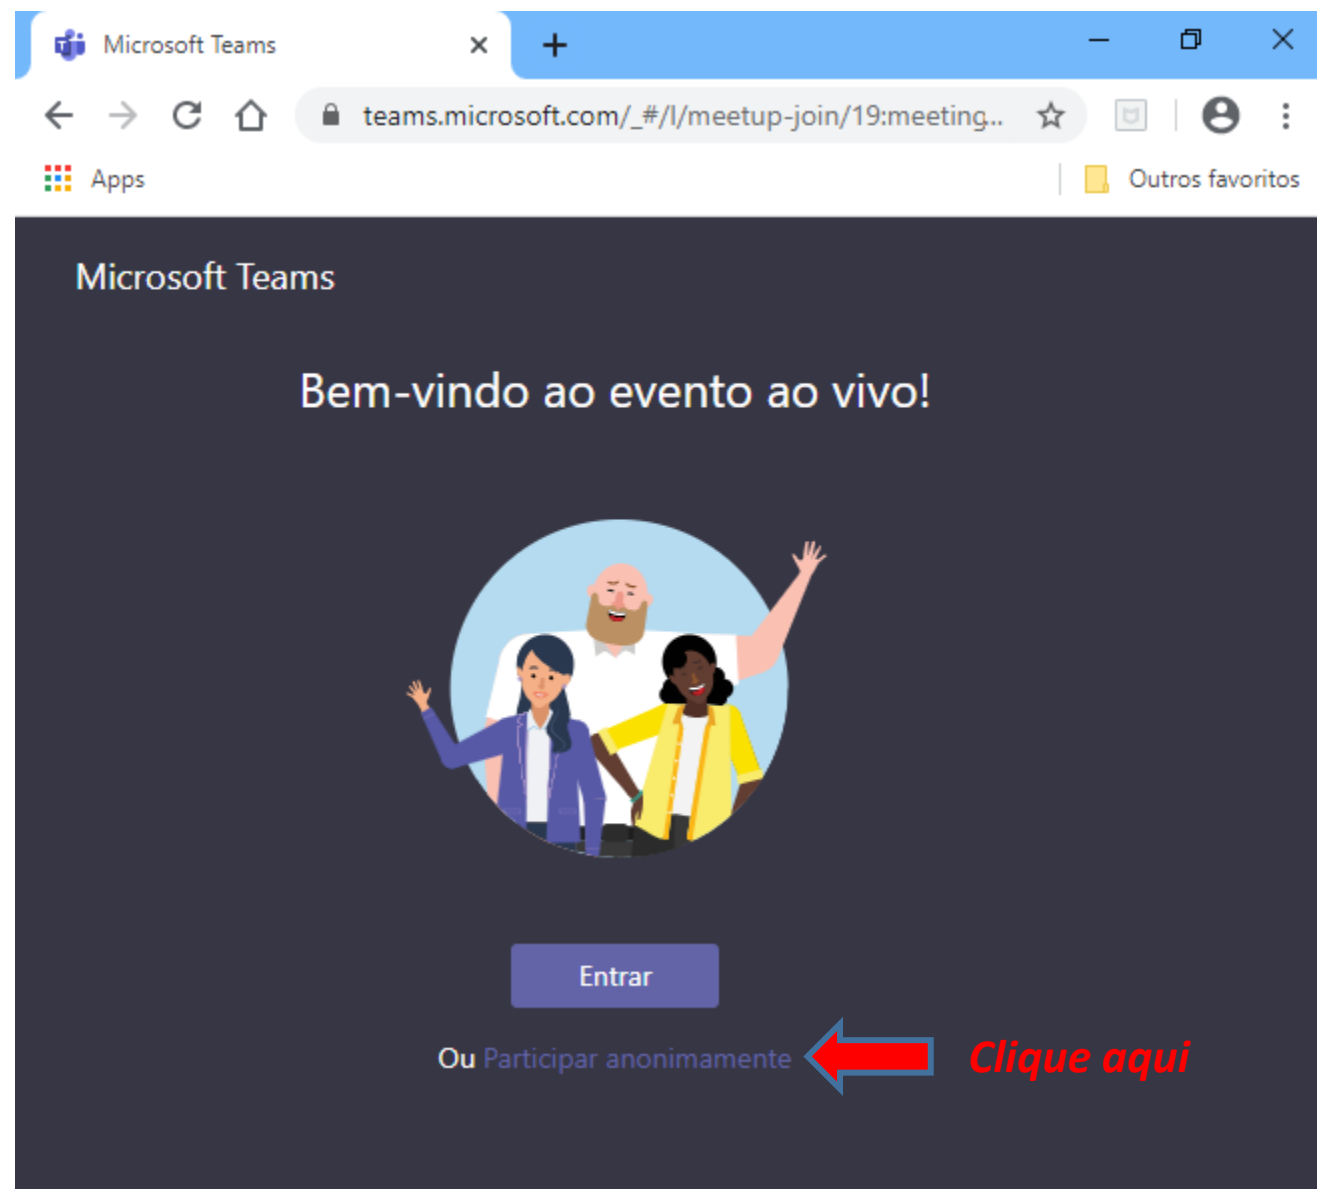 Microsoft Teams
teams.microsoft.com/_#/l/meetup-join/19:meeting...
Apps
Outros favoritos
Microsoft Teams
Bem-vindo ao evento ao vivo!
Entrar
Ou Participar anonimamente
Clique aqui